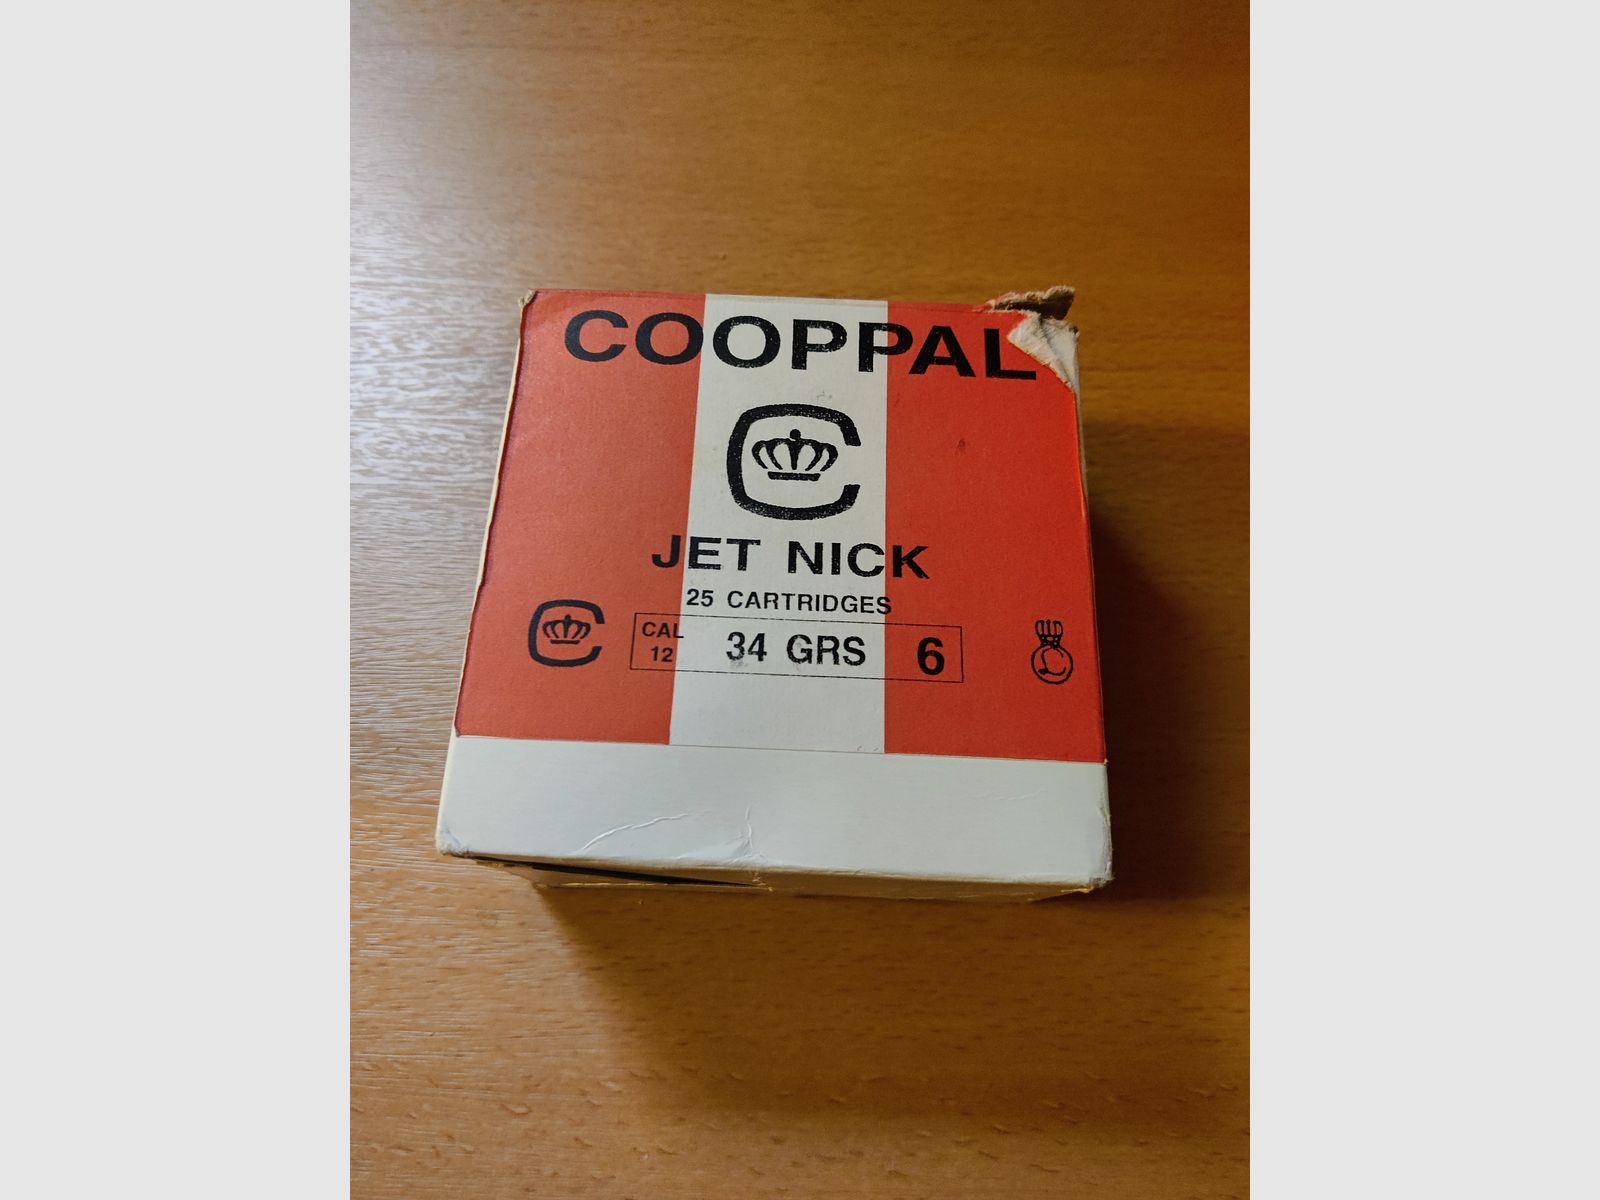 COOPPAL
JET NICK
25 CARTRIDGES
CAL
12
34 GRS
6